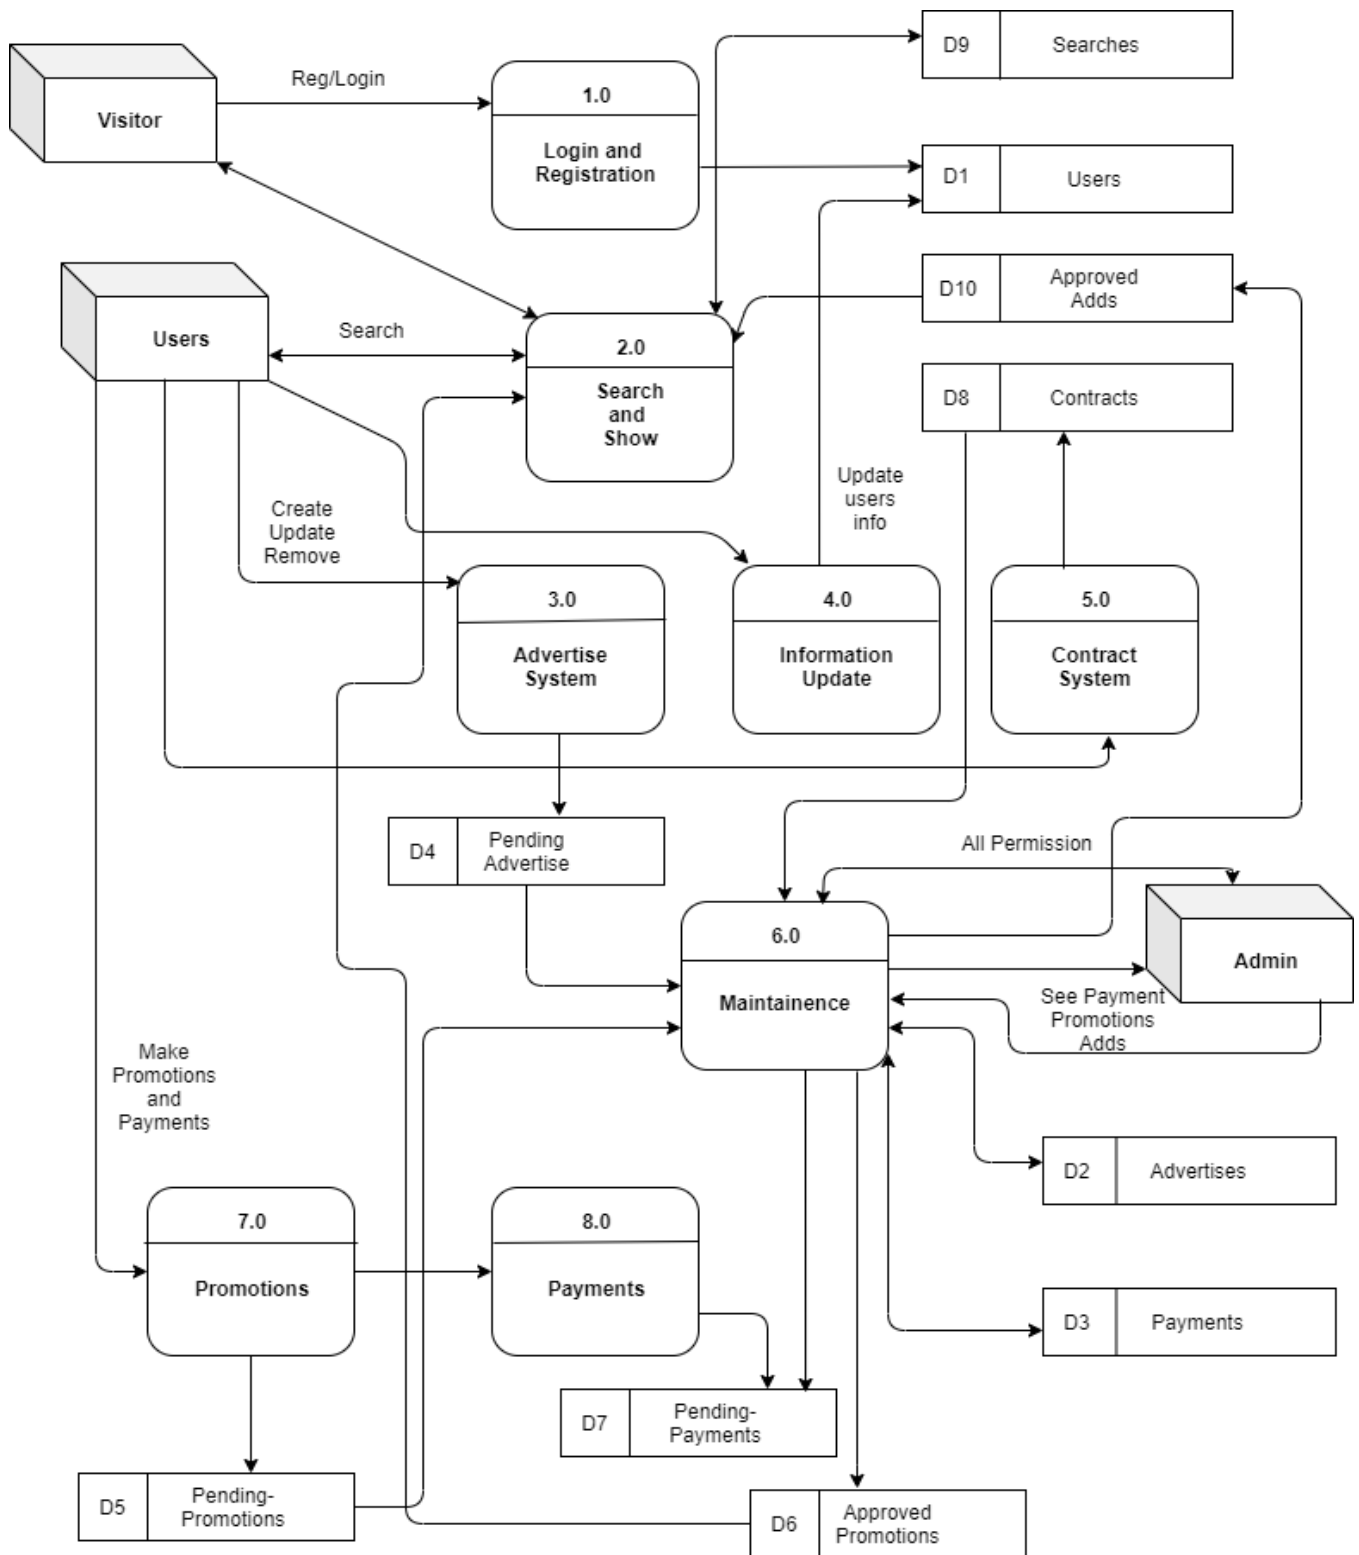 D9
Searches
Reg/Login
1.0
Visitor
Login and
Registration
D1
Users
D10
Approved
Adds
Users
Search
2.0
Search
and
Show
D8
Contracts
Update
users
info
Create
Update
Remove
3.0
Advertise
System
4.0
Information
Update
5.0
Contract
System
D4
Pending
Advertise
All Permission
6.0
Maintainence
Admin
See Payment
Promotions
Adds
Make
Promotions
and
Payments
D2
Advertises
7.0
Promotions
8.0
Payments
D3
Payments
D7
Pending-
Payments
D5
Pending-
Promotions
D6
Approved
Promotions